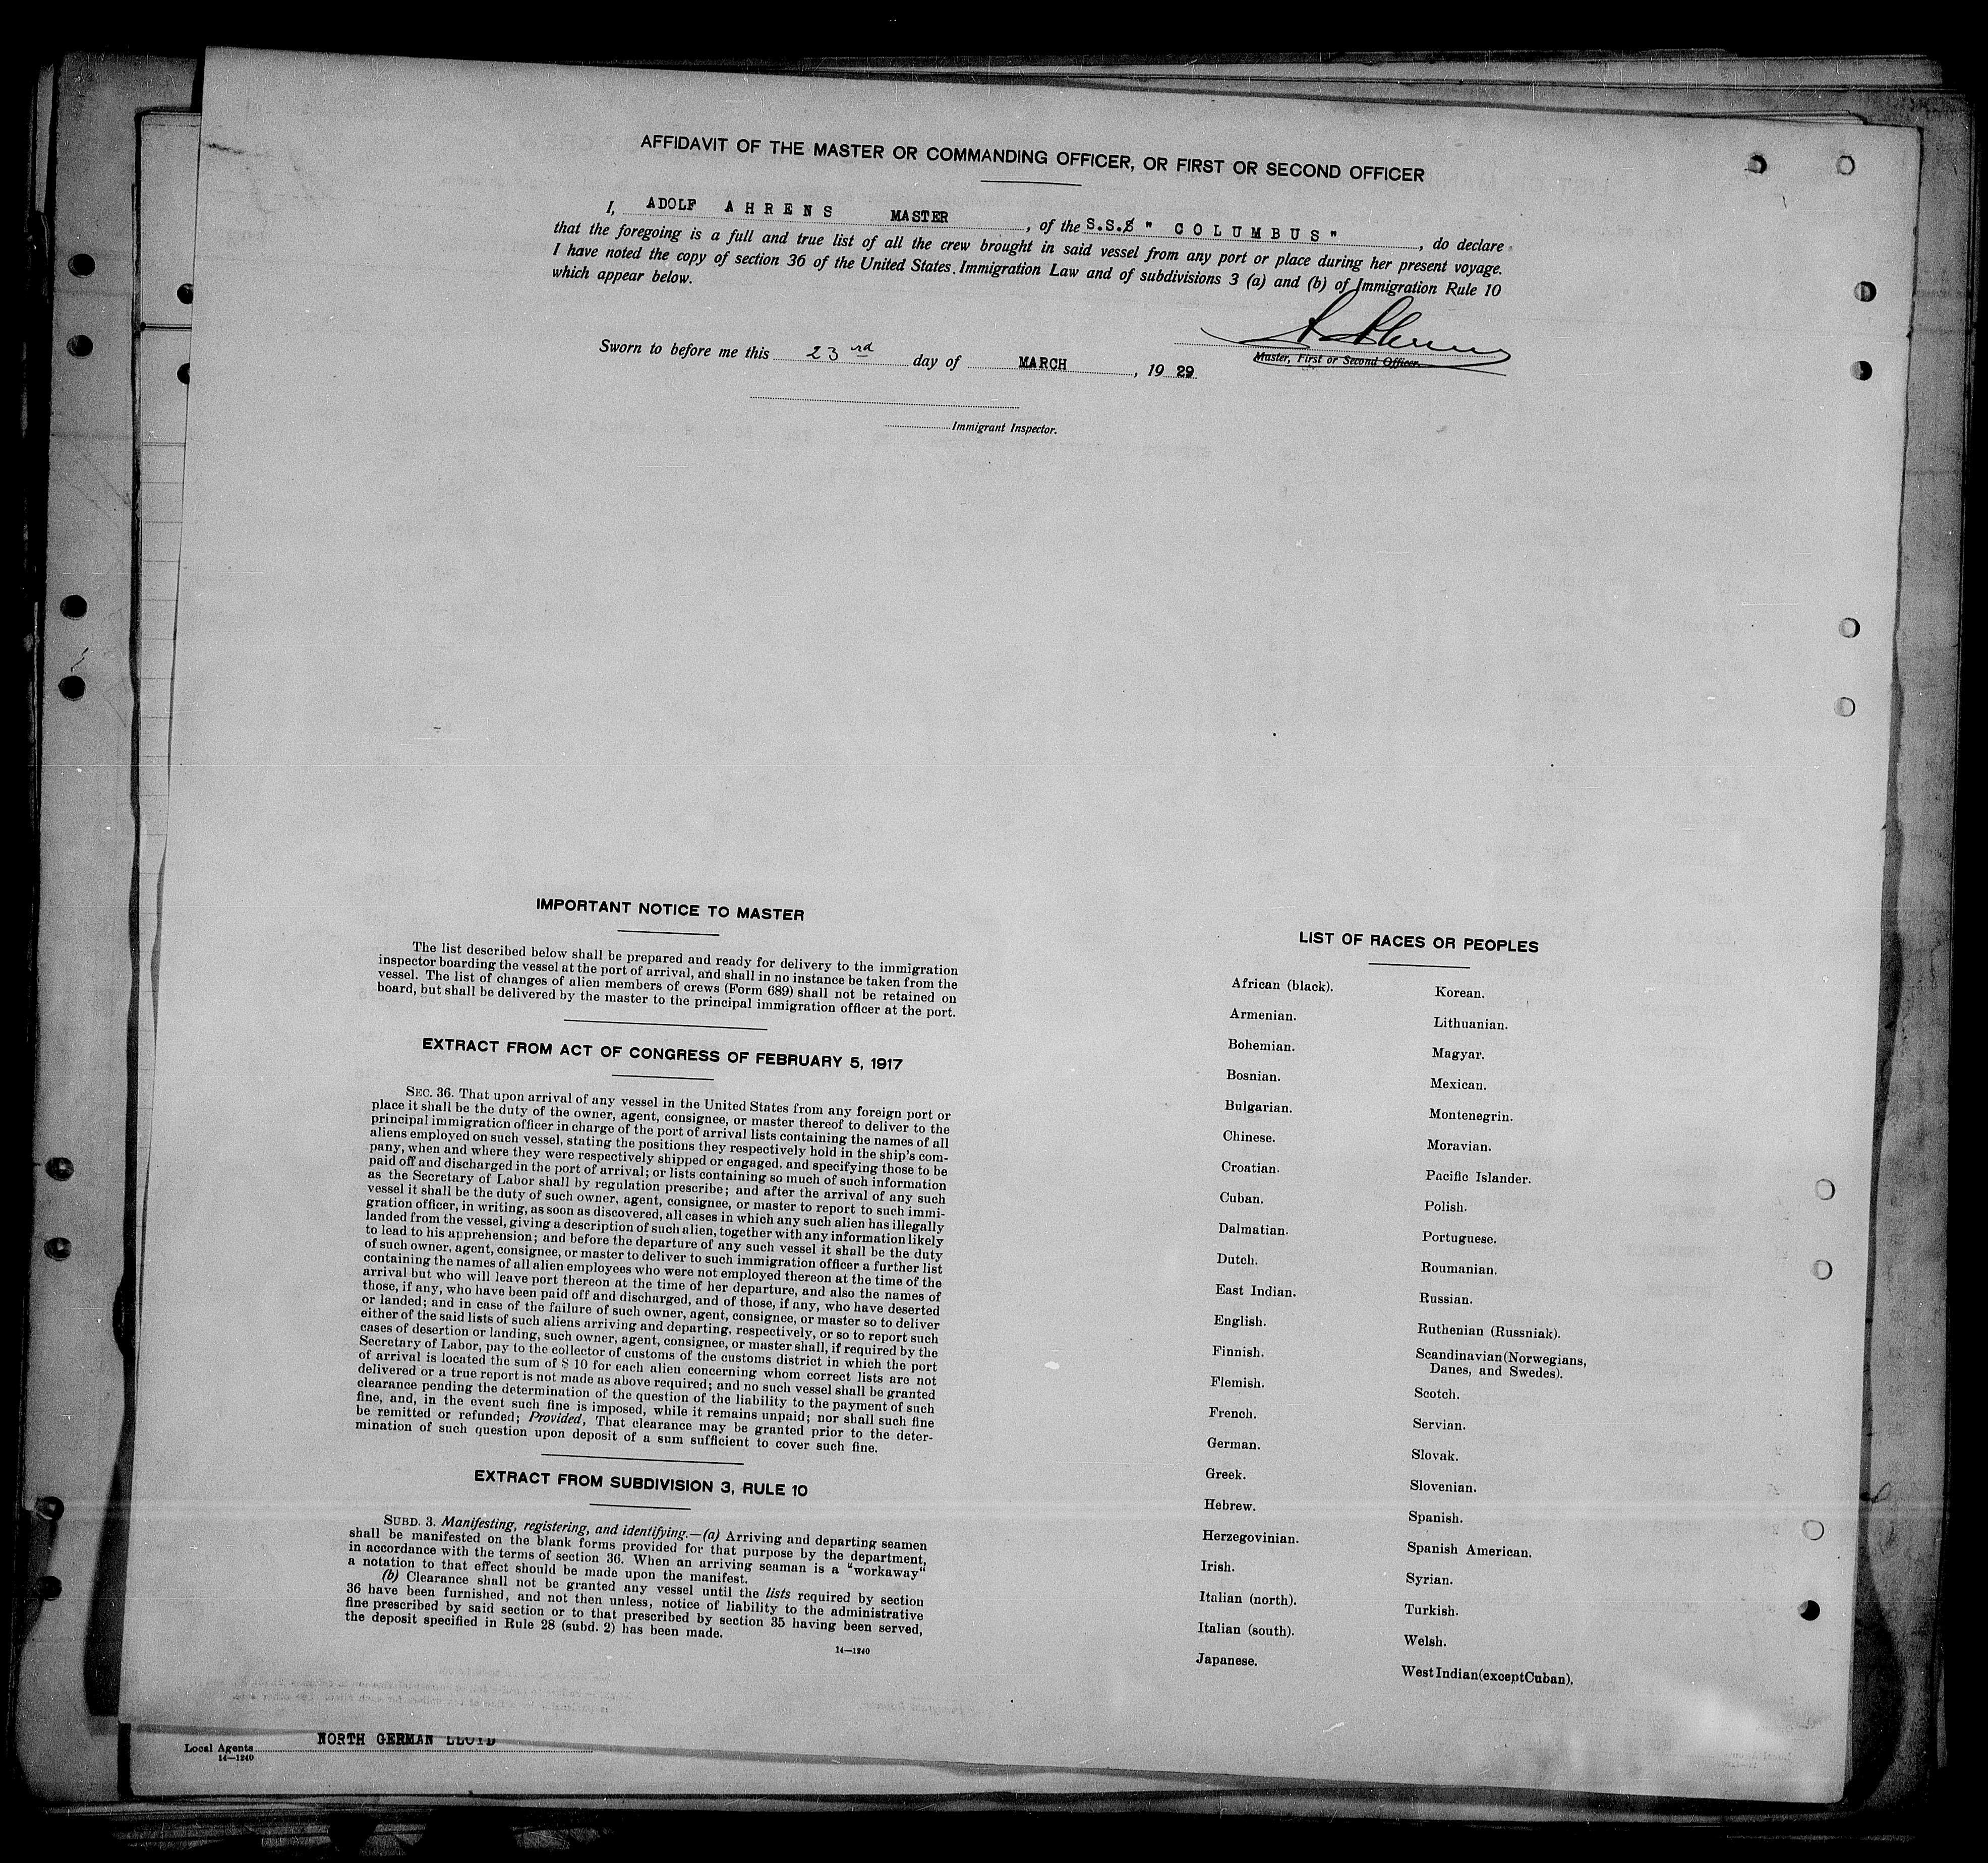 AFFIDAVIT OF THE MASTER OR COMMANDING OFFICER, OR FIRST OR SECOND OFFICER
I, ADOLF AHRENS MASTER, of the S.S.S " COLUMBUS ", do declare
that the foregoing is a full and true list of all the crew brought in said vessel from any port or place during her present voyage.
I have noted the copy of section 36 of the United States Immigration Law and of subdivisions 3 (a) and (b) of Immigration Rule 10
which appear below.
A Ahrens
Master, First or Second Officer.
Sworn to before me this 23rd day of MARCH, 19 29
Immigrant Inspector.
IMPORTANT NOTICE TO MASTER
The list described below shall be prepared and ready for delivery to the immigration
inspector boarding the vessel at the port of arrival, and shall in no instance be taken from the
vessel. The list of changes of alien members of crews (Form 689) shall not be retained on
board, but shall be delivered by the master to the principal immigration officer at the port.
EXTRACT FROM ACT OF CONGRESS OF FEBRUARY 5, 1917
SEC. 36. That upon arrival of any vessel in the United States from any foreign port or
place it shall be the duty of the owner, agent, consignee, or master thereof to deliver to the
principal immigration officer in charge of the port of arrival lists containing the names of all
aliens employed on such vessel, stating the positions they respectively hold in the ship's com-
pany, when and where they were respectively shipped or engaged, and specifying those to be
paid off and discharged in the port of arrival; or lists containing so much of such information
as the Secretary of Labor shall by regulation prescribe; and after the arrival of any such
vessel it shall be the duty of such owner, agent, consignee, or master to report to such immi-
gration officer, in writing, as soon as discovered, all cases in which any such alien has illegally
landed from the vessel, giving a description of such alien, together with any information likely
to lead to his apprehension; and before the departure of any such vessel it shall be the duty
of such owner, agent, consignee, or master to deliver to such immigration officer a further list
containing the names of all alien employees who were not employed thereon at the time of the
arrival but who will leave port thereon at the time of her departure, and also the names of
those, if any, who have been paid off and discharged, and of those, if any, who have deserted
or landed; and in case of the failure of such owner, agent, consignee, or master so to deliver
either of the said lists of such aliens arriving and departing, respectively, or so to report such
cases of desertion or landing, such owner, agent, consignee, or master shall, if required by the
Secretary of Labor, pay to the collector of customs of the customs district in which the port
of arrival is located the sum of $ 10 for each alien concerning whom correct lists are not
delivered or a true report is not made as above required; and no such vessel shall be granted
clearance pending the determination of the question of the liability to the payment of such
fine, and, in the event such fine is imposed, while it remains unpaid; nor shall such fine
be remitted or refunded; Provided, That clearance may be granted prior to the deter-
mination of such question upon deposit of a sum sufficient to cover such fine.
EXTRACT FROM SUBDIVISION 3, RULE 10
SUBD. 3. Manifesting, registering, and identifying.—(a) Arriving and departing seamen
shall be manifested on the blank forms provided for that purpose by the department,
in accordance with the terms of section 36. When an arriving seaman is a "workaway"
a notation to that effect should be made upon the manifest.
(b) Clearance shall not be granted any vessel until the lists required by section
36 have been furnished, and not then unless, notice of liability to the administrative
fine prescribed by said section or to that prescribed by section 35 having been served,
the deposit specified in Rule 28 (subd. 2) has been made.
14—1240
LIST OF RACES OR PEOPLES
African (black).
Armenian.
Bohemian.
Bosnian.
Bulgarian.
Chinese.
Croatian.
Cuban.
Dalmatian.
Dutch.
East Indian.
English.
Finnish.
Flemish.
French.
German.
Greek.
Hebrew.
Herzegovinian.
Irish.
Italian (north).
Italian (south).
Japanese.
Korean.
Lithuanian.
Magyar.
Mexican.
Montenegrin.
Moravian.
Pacific Islander.
Polish.
Portuguese.
Roumanian.
Russian.
Ruthenian (Russniak).
Scandinavian (Norwegians,
Danes, and Swedes).
Scotch.
Servian.
Slovak.
Slovenian.
Spanish.
Spanish American.
Syrian.
Turkish.
Welsh.
West Indian (except Cuban).
Local Agents NORTH GERMAN LLOYD
14—1240